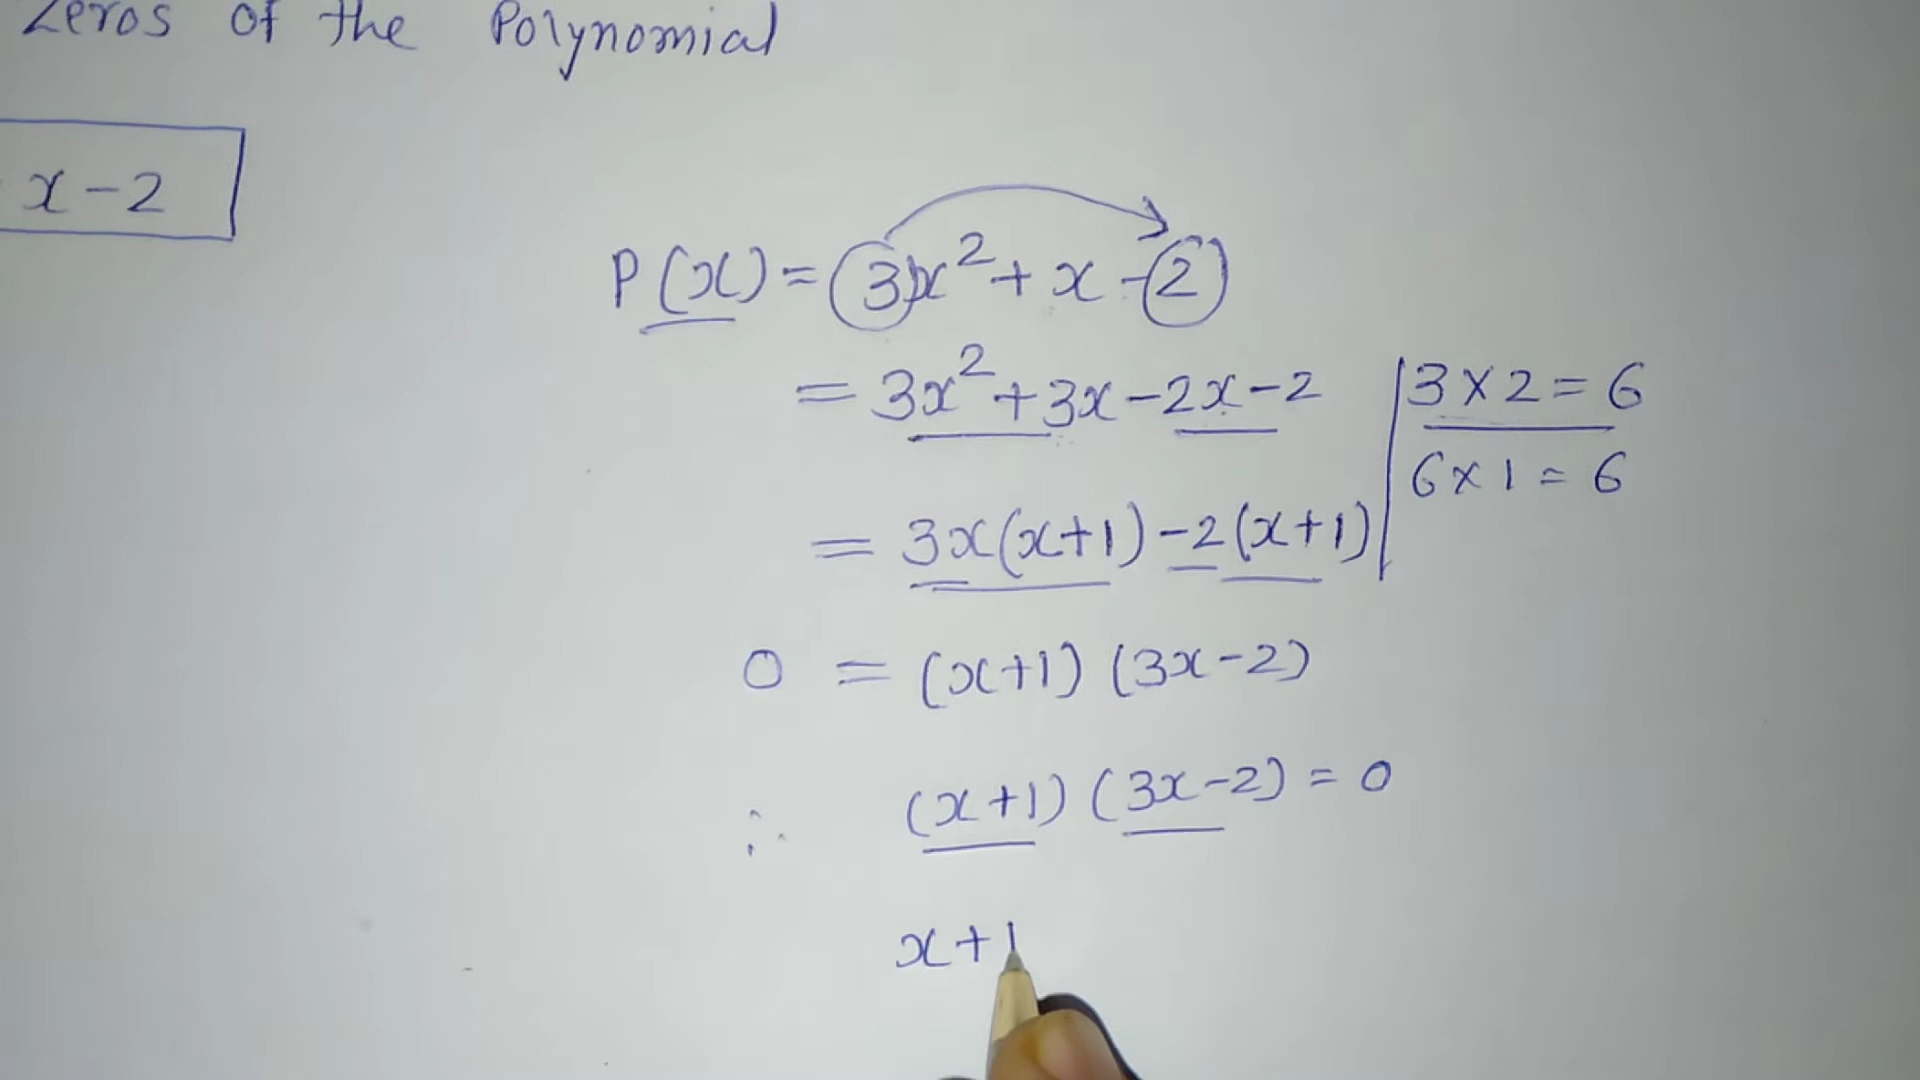 Zeros of the Polynomial
x-2
P(x) = 3x² + x - 2
= 3x² + 3x - 2x - 2
3 × 2 = 6
6 × 1 = 6
= 3x(x+1) - 2(x+1)
0 = (x+1) (3x-2)
∴ (x+1) (3x-2) = 0
x+1